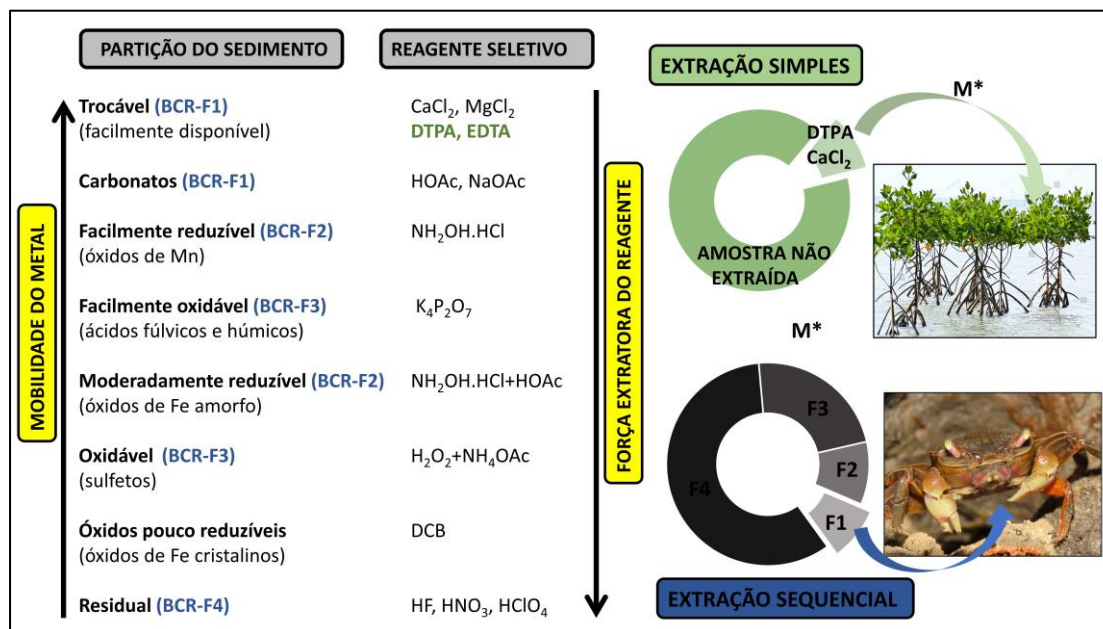 PARTIÇÃO DO SEDIMENTO
REAGENTE SELETIVO
MOBILIDADE DO METAL
Trocável (BCR-F1)
(facilmente disponível)
CaCl₂, MgCl₂
DTPA, EDTA
Carbonatos (BCR-F1)
HOAc, NaOAc
Facilmente reduzível (BCR-F2)
(óxidos de Mn)
NH₂OH.HCl
Facilmente oxidável (BCR-F3)
(ácidos fúlvicos e húmicos)
K₄P₂O₇
Moderadamente reduzível (BCR-F2)
(óxidos de Fe amorfo)
NH₂OH.HCl+HOAc
Oxidável (BCR-F3)
(sulfetos)
H₂O₂+NH₄OAc
Óxidos pouco reduzíveis
(óxidos de Fe cristalinos)
DCB
Residual (BCR-F4)
HF, HNO₃, HClO₄
FORÇA EXTRATORA DO REAGENTE
EXTRAÇÃO SIMPLES
M*
DTPA
CaCl₂
AMOSTRA NÃO
EXTRAÍDA
M*
F3
F2
F4
F1
EXTRAÇÃO SEQUENCIAL